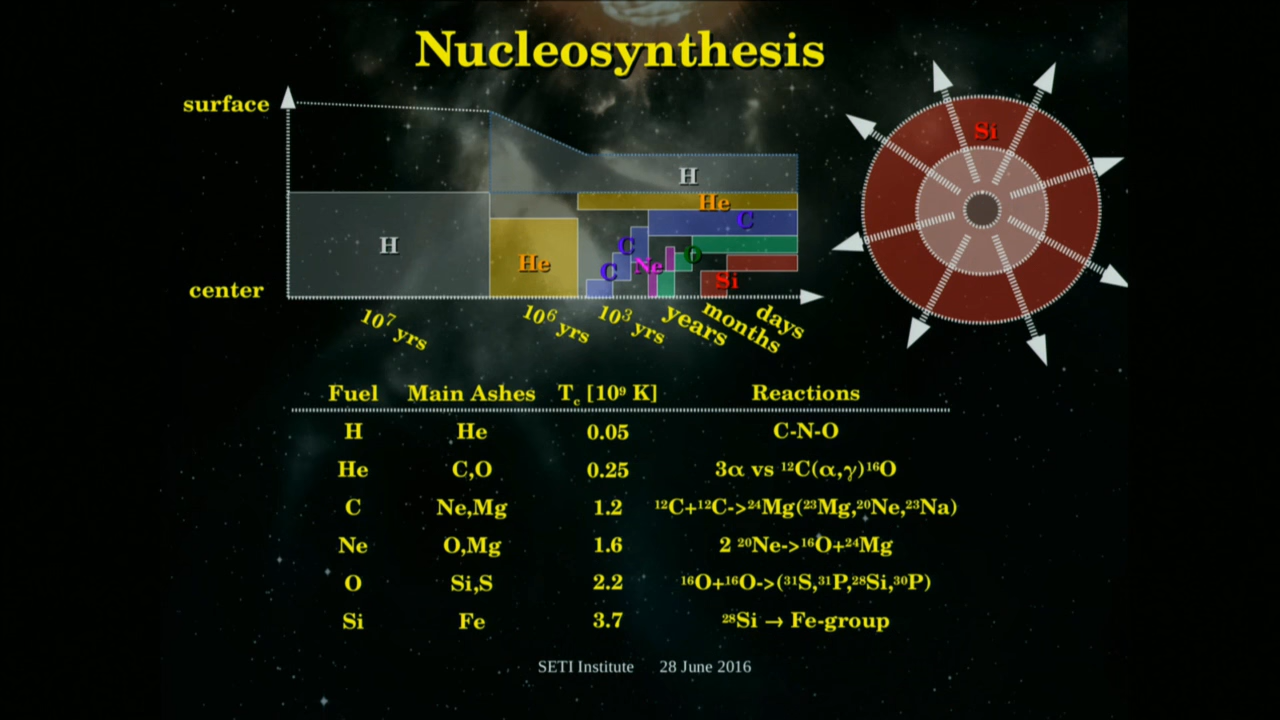 Nucleosynthesis
surface
center
H
He
C
C
Ne
O
Si
H
He
C
10⁷ yrs
10⁶ yrs
10³ yrs
years
months
days
Si
Fuel Main Ashes T꜀ [10⁹ K] Reactions
H He 0.05 C-N-O
He C,O 0.25 3α vs ¹²C(α,γ)¹⁶O
C Ne,Mg 1.2 ¹²C+¹²C->²⁴Mg(²³Mg,²⁰Ne,²³Na)
Ne O,Mg 1.6 2 ²⁰Ne->¹⁶O+²⁴Mg
O Si,S 2.2 ¹⁶O+¹⁶O->(³¹S,³¹P,²⁸Si,³⁰P)
Si Fe 3.7 ²⁸Si → Fe-group
SETI Institute 28 June 2016